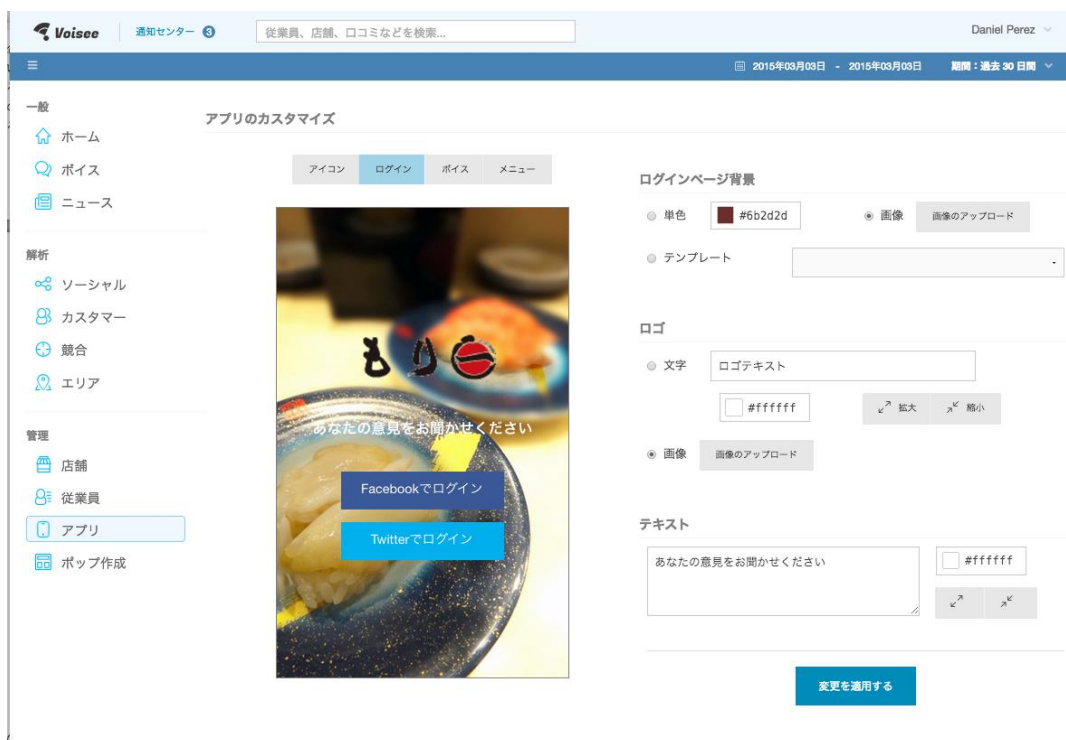 Voisee
通知センター 3
従業員、店舗、口コミなどを検索...
Daniel Perez
2015年03月03日 - 2015年03月03日
期間：過去 30 日間
一般
ホーム
ボイス
ニュース
解析
ソーシャル
カスタマー
競合
エリア
管理
店舗
従業員
アプリ
ポップ作成
アプリのカスタマイズ
アイコン ログイン ボイス メニュー
もり一
あなたの意見をお聞かせください
Facebookでログイン
Twitterでログイン
ログインページ背景
単色 #6b2d2d 画像 画像のアップロード
テンプレート
ロゴ
文字 ロゴテキスト
#ffffff 拡大 縮小
画像 画像のアップロード
テキスト
あなたの意見をお聞かせください
#ffffff
変更を適用する